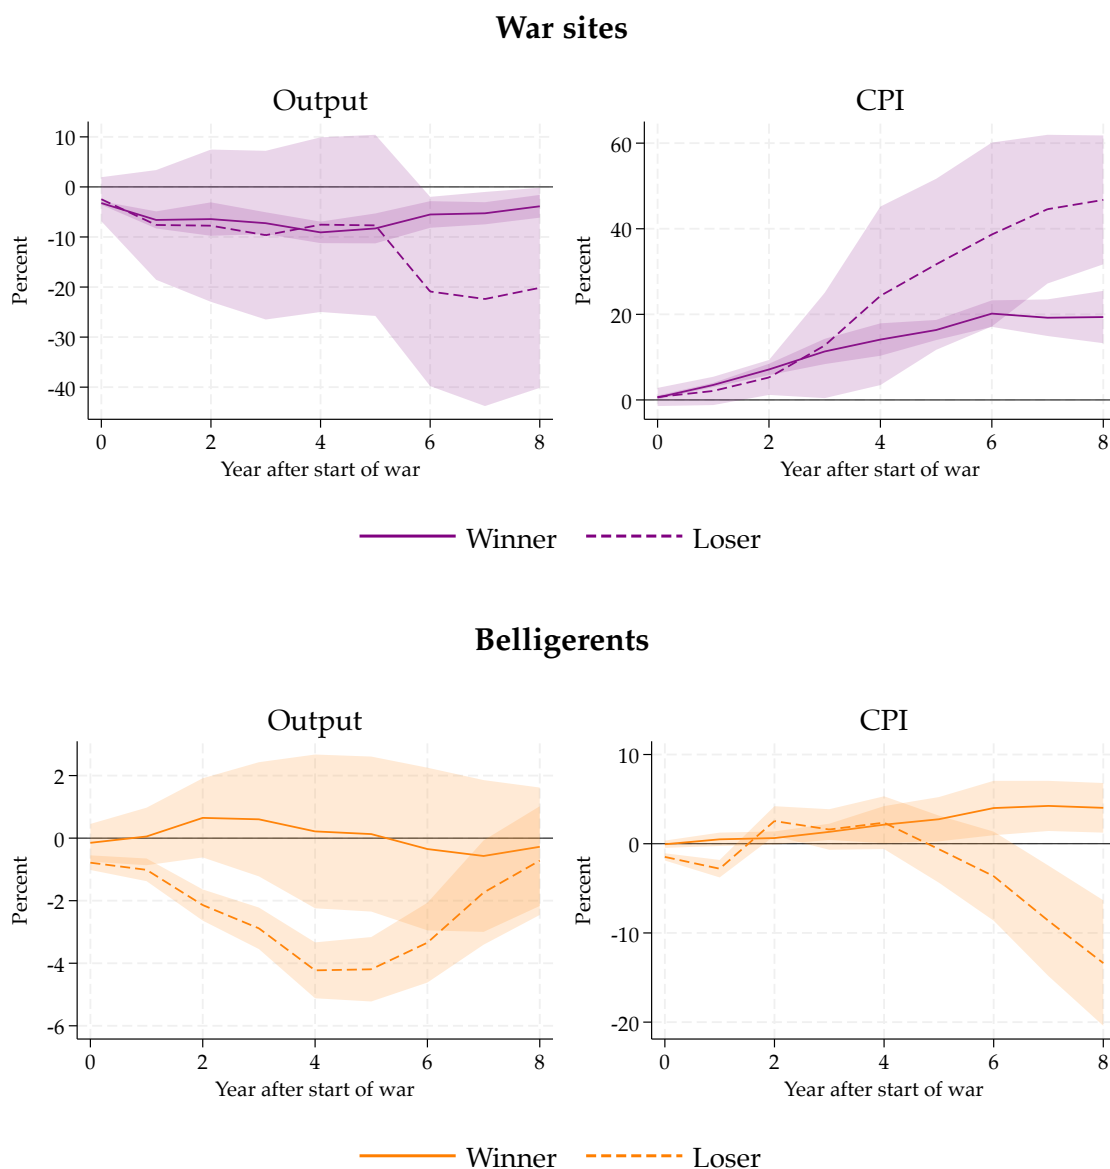 War sites
Output
CPI
Percent
10
0
-10
-20
-30
-40
0 2 4 6 8
Year after start of war
Percent
60
40
20
0
0 2 4 6 8
Year after start of war
Winner Loser
Belligerents
Output
CPI
Percent
2
0
-2
-4
-6
0 2 4 6 8
Year after start of war
Percent
10
0
-10
-20
0 2 4 6 8
Year after start of war
Winner Loser